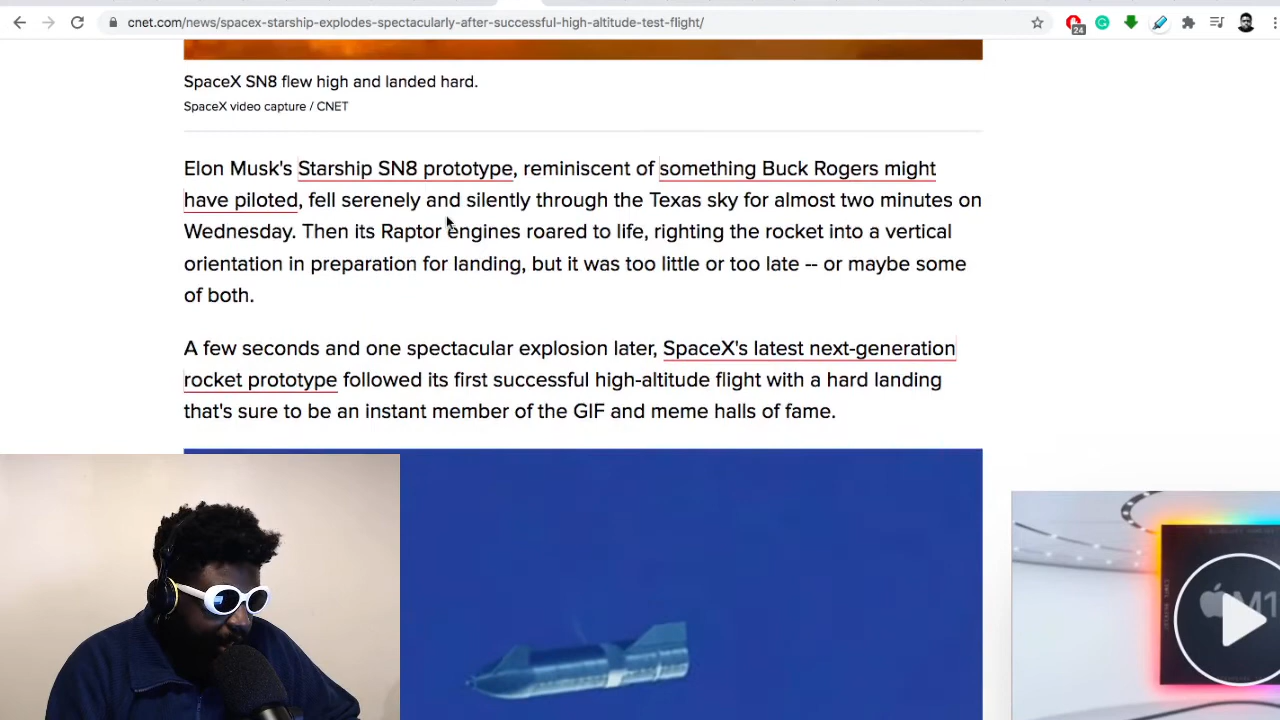 cnet.com/news/spacex-starship-explodes-spectacularly-after-successful-high-altitude-test-flight/
24
SpaceX SN8 flew high and landed hard.
SpaceX video capture / CNET
Elon Musk's Starship SN8 prototype, reminiscent of something Buck Rogers might
have piloted, fell serenely and silently through the Texas sky for almost two minutes on
Wednesday. Then its Raptor engines roared to life, righting the rocket into a vertical
orientation in preparation for landing, but it was too little or too late -- or maybe some
of both.
A few seconds and one spectacular explosion later, SpaceX's latest next-generation
rocket prototype followed its first successful high-altitude flight with a hard landing
that's sure to be an instant member of the GIF and meme halls of fame.
M1